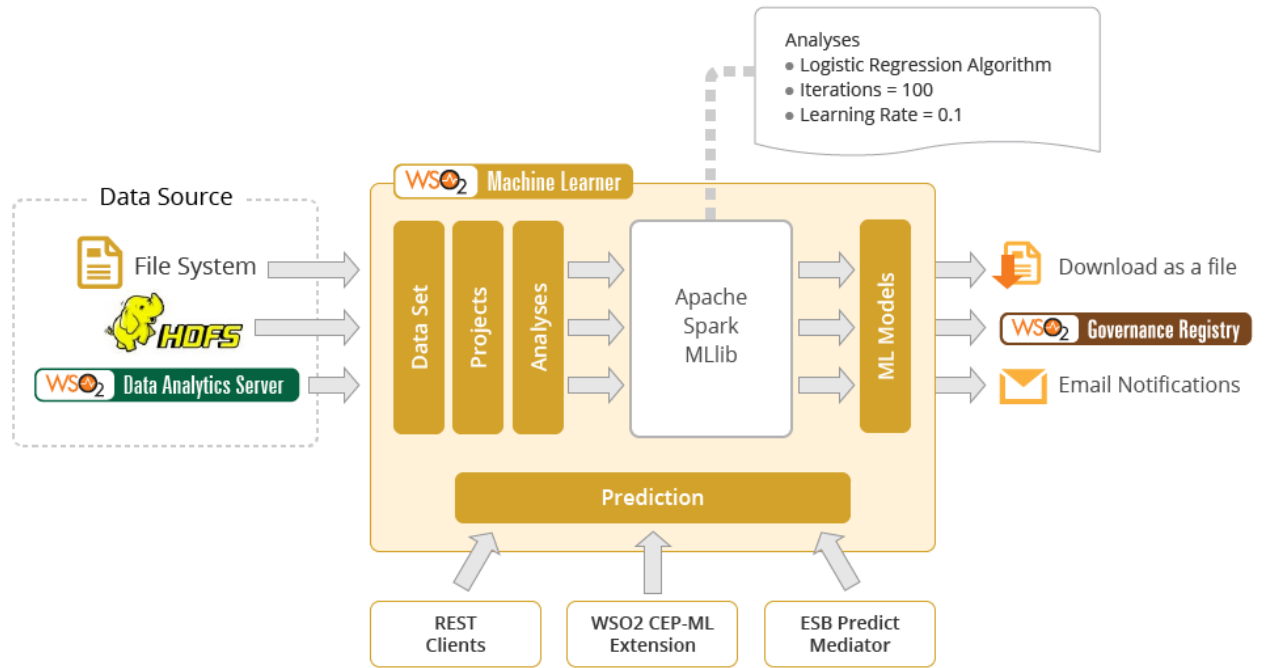 Analyses
• Logistic Regression Algorithm
• Iterations = 100
• Learning Rate = 0.1
WSO2 Machine Learner
Data Source
File System
HDFS
WSO2 Data Analytics Server
Data Set
Projects
Analyses
Apache
Spark
MLlib
ML Models
Download as a file
WSO2 Governance Registry
Email Notifications
Prediction
REST
Clients
WSO2 CEP-ML
Extension
ESB Predict
Mediator